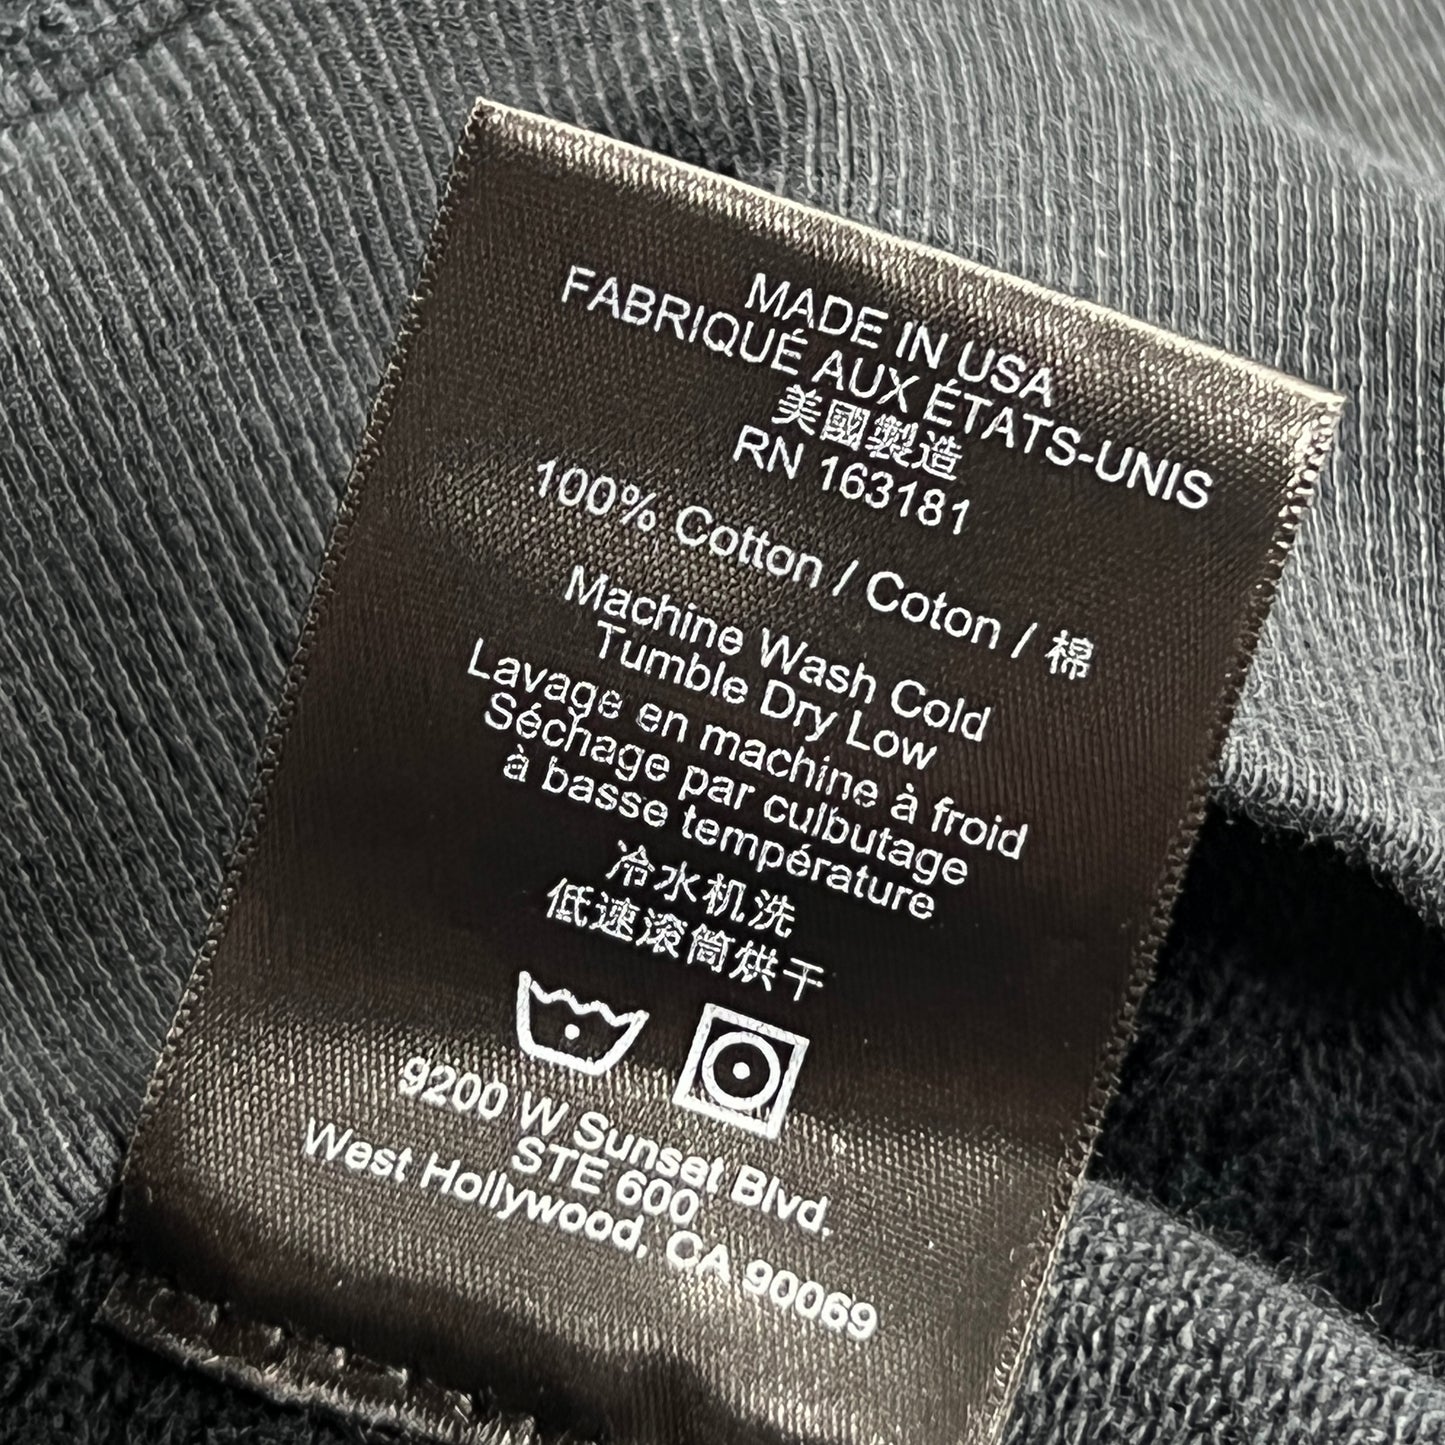 MADE IN USA
FABRIQUÉ AUX ÉTATS-UNIS
美國製造
RN 163181
100% Cotton / Coton / 棉
Machine Wash Cold
Tumble Dry Low
Lavage en machine à froid
Séchage par culbutage
à basse température
冷水机洗
低速滚筒烘干
9200 W Sunset Blvd.
STE 600
West Hollywood, CA 90069